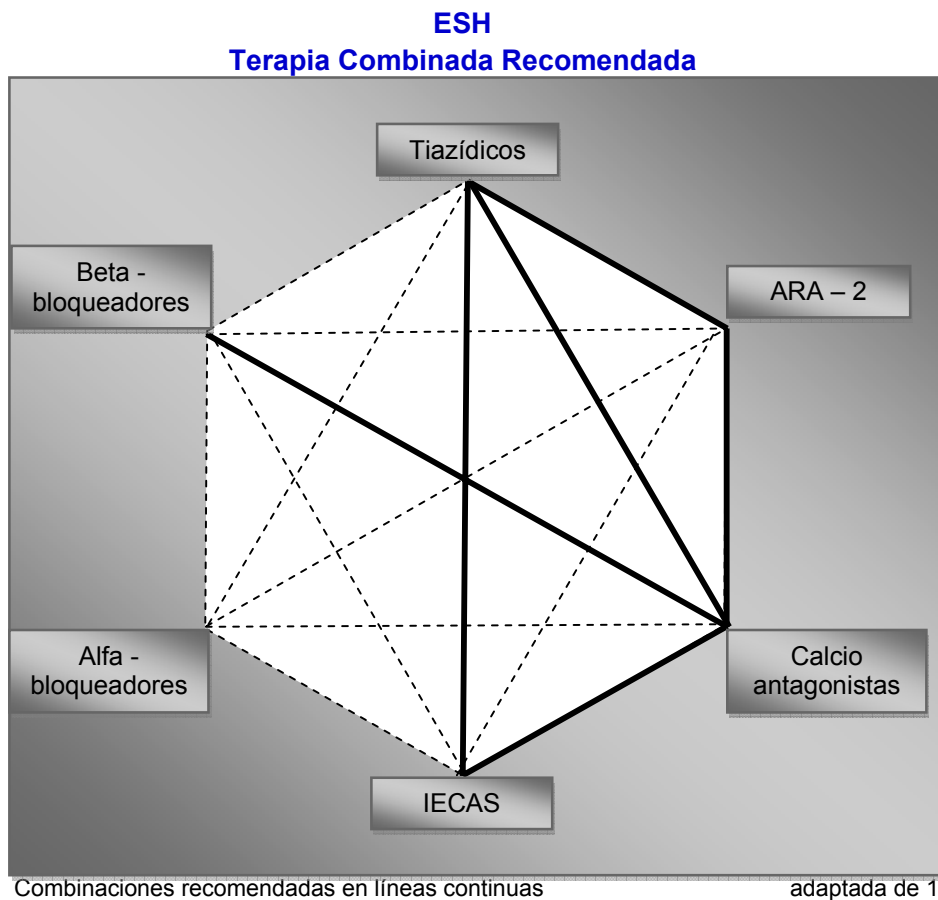 ESH
Terapia Combinada Recomendada
Tiazídicos
Beta -
bloqueadores
ARA – 2
Alfa -
bloqueadores
Calcio
antagonistas
IECAS
Combinaciones recomendadas en líneas continuas adaptada de 1